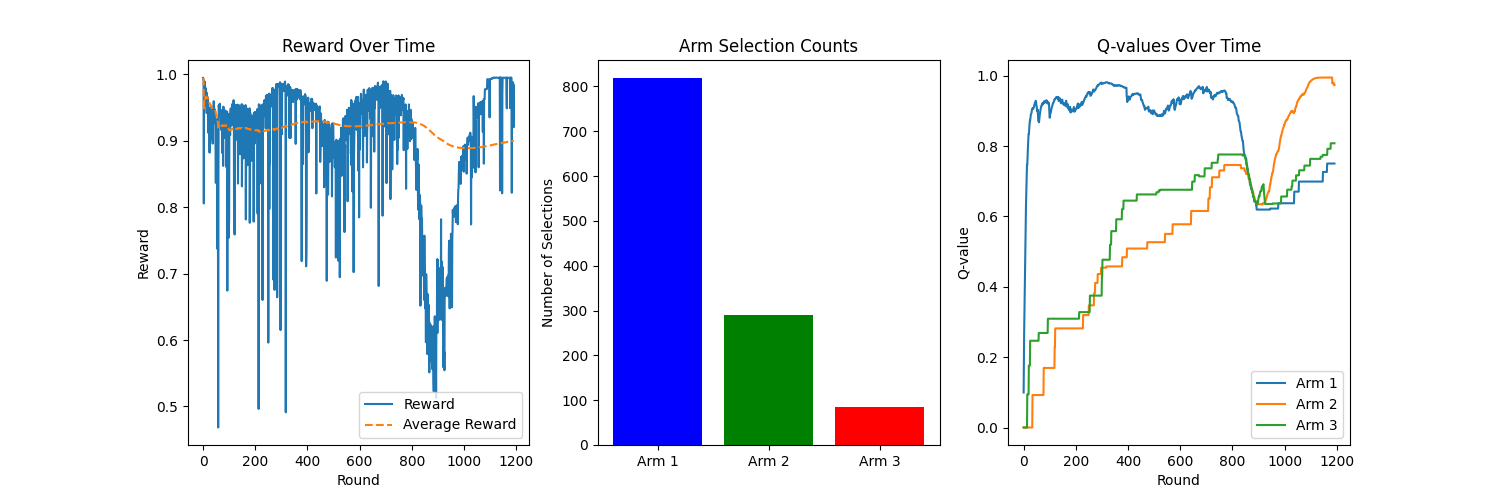 Reward Over Time
Reward
1.0
0.9
0.8
0.7
0.6
0.5
0 200 400 600 800 1000 1200
Round
Reward
Average Reward
Arm Selection Counts
Number of Selections
800
700
600
500
400
300
200
100
0
Arm 1 Arm 2 Arm 3
Q-values Over Time
Q-value
1.0
0.8
0.6
0.4
0.2
0.0
0 200 400 600 800 1000 1200
Round
Arm 1
Arm 2
Arm 3